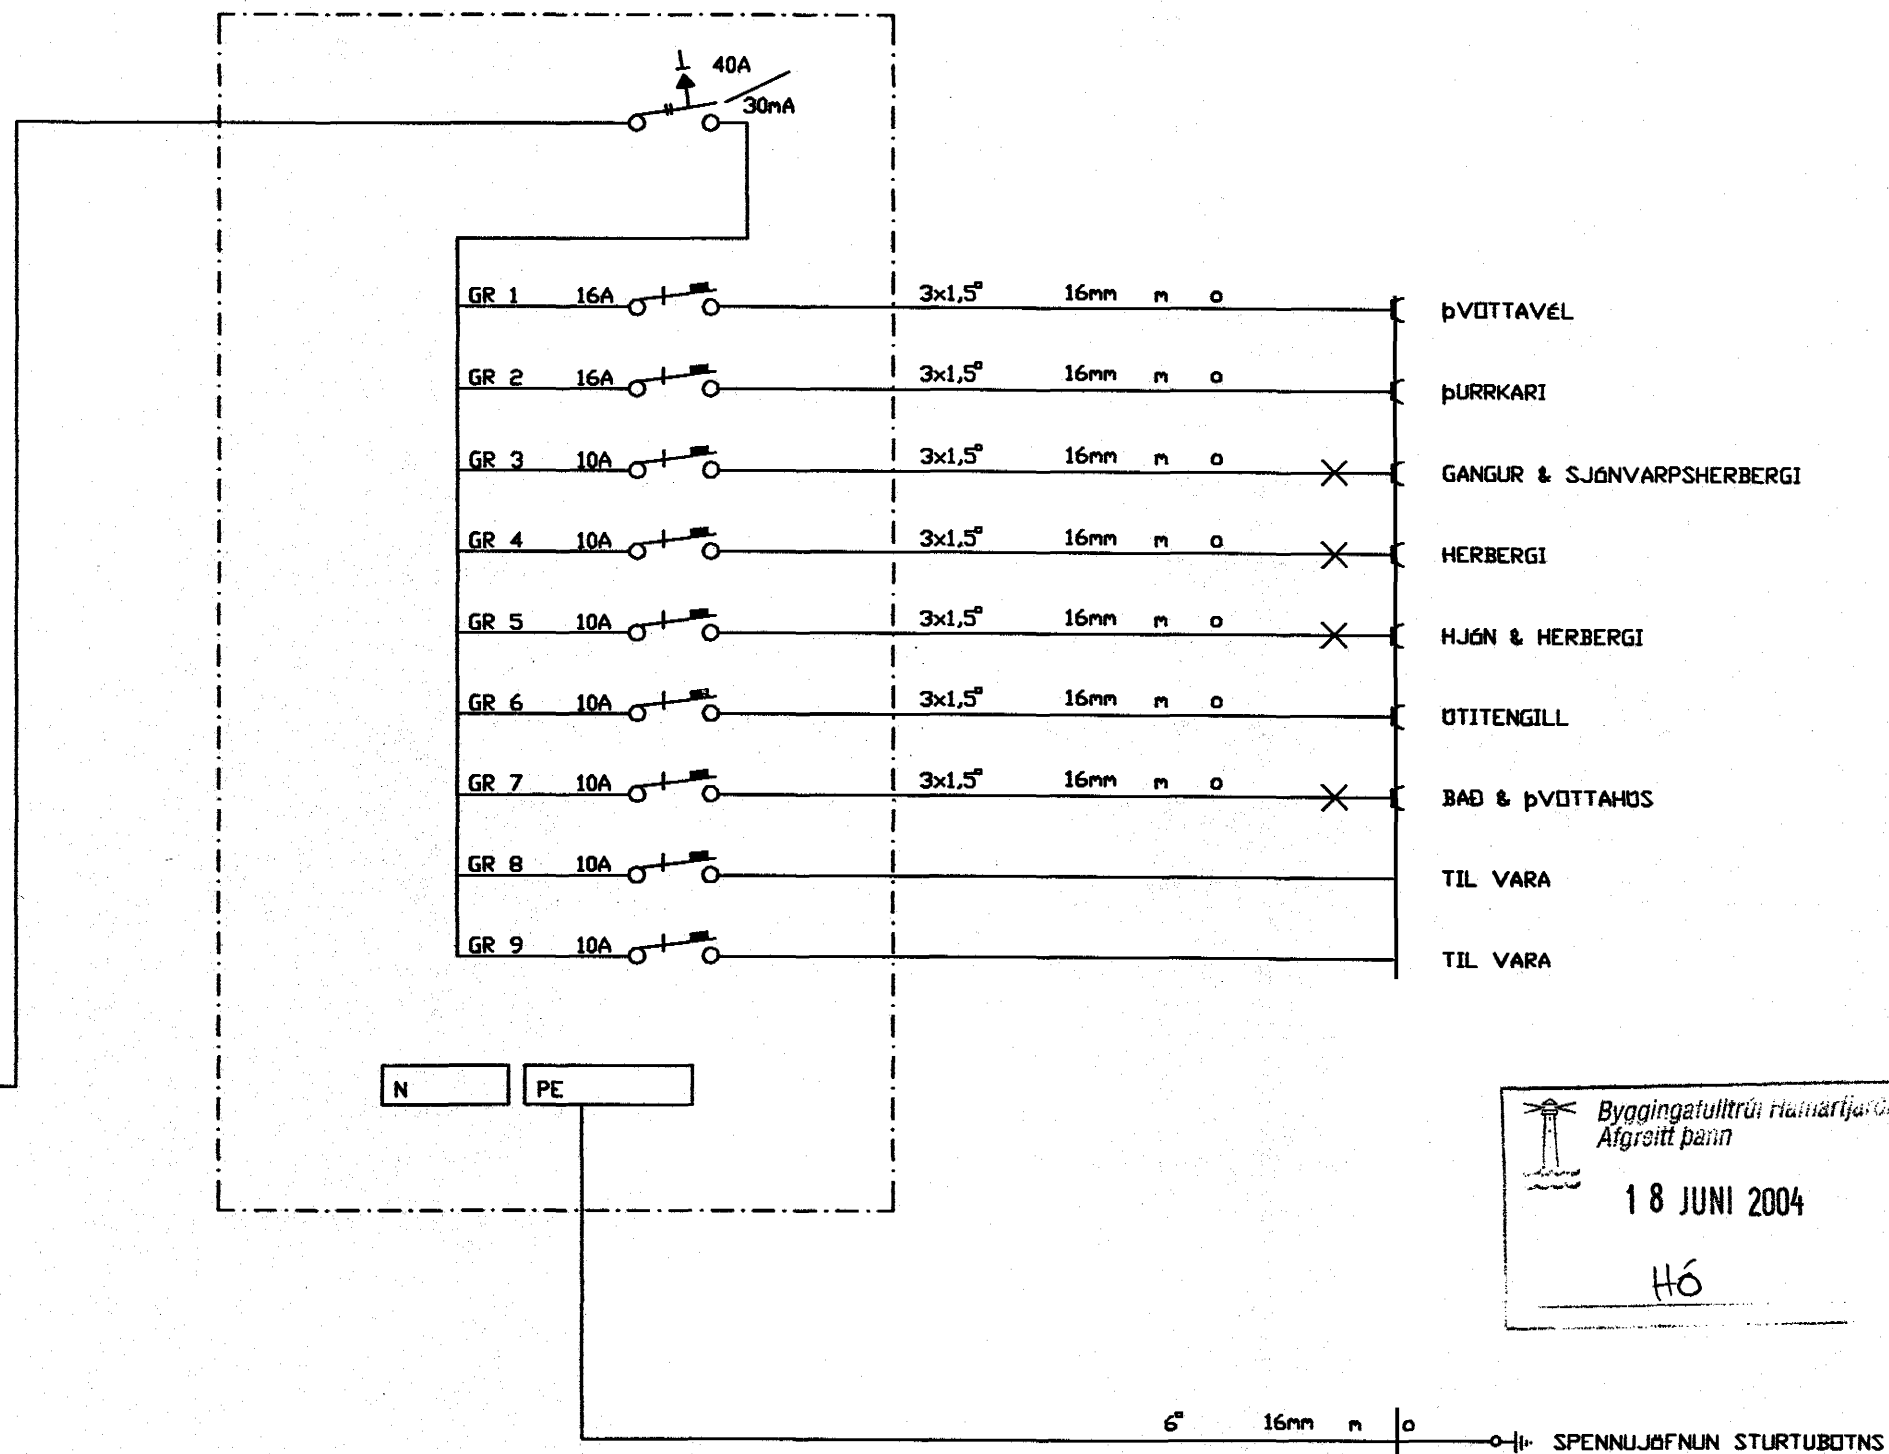 40A
30mA
GR 1 16A 3x1,5▫ 16mm m o ÞVOTTAVÉL
GR 2 16A 3x1,5▫ 16mm m o ÞURRKARI
GR 3 10A 3x1,5▫ 16mm m o GANGUR & SJÓNVARPSHERBERGI
GR 4 10A 3x1,5▫ 16mm m o HERBERGI
GR 5 10A 3x1,5▫ 16mm m o HJÓN & HERBERGI
GR 6 10A 3x1,5▫ 16mm m o ÚTITENGILL
GR 7 10A 3x1,5▫ 16mm m o BAÐ & ÞVOTTAHÚS
GR 8 10A TIL VARA
GR 9 10A TIL VARA
N PE
Byggingafulltrúi
Afgreitt þann
18 JUNI 2004
HÓ
6▫ 16mm m o SPENNUJÖFNUN STURTUBOTNS